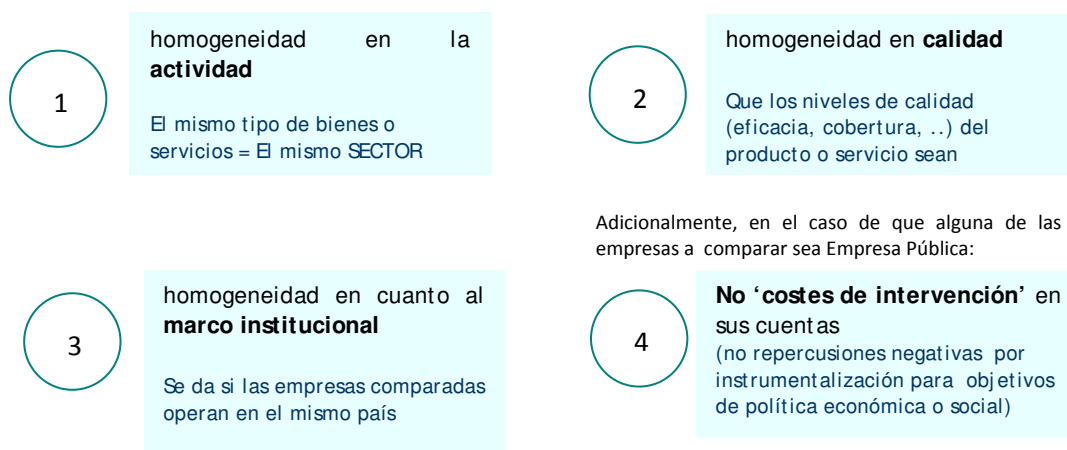 1
homogeneidad en la
actividad
El mismo tipo de bienes o
servicios = El mismo SECTOR
2
homogeneidad en calidad
Que los niveles de calidad
(eficacia, cobertura, ..) del
producto o servicio sean
3
homogeneidad en cuanto al
marco institucional
Se da si las empresas comparadas
operan en el mismo país
Adicionalmente, en el caso de que alguna de las
empresas a comparar sea Empresa Pública:
4
No ‘costes de intervención’ en
sus cuentas
(no repercusiones negativas por
instrumentalización para objetivos
de política económica o social)